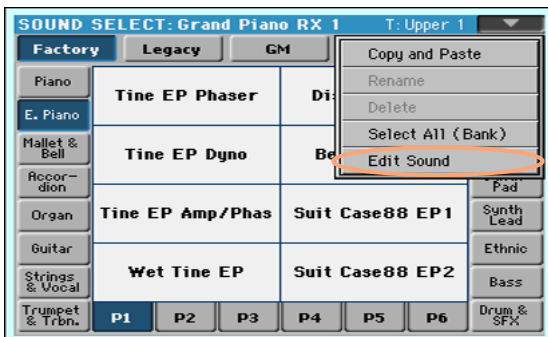 SOUND SELECT: Grand Piano RX 1 T: Upper 1
Factory Legacy GM
Copy and Paste
Rename
Delete
Select All (Bank)
Edit Sound
Piano
E. Piano
Mallet &
Bell
Accor-
dion
Organ
Guitar
Strings
& Vocal
Trumpet
& Trbn.
Tine EP Phaser
Tine EP Dyno
Tine EP Amp/Phas Suit Case88 EP1
Wet Tine EP Suit Case88 EP2
Pad
Synth
Lead
Ethnic
Bass
Drum &
SFX
P1 P2 P3 P4 P5 P6